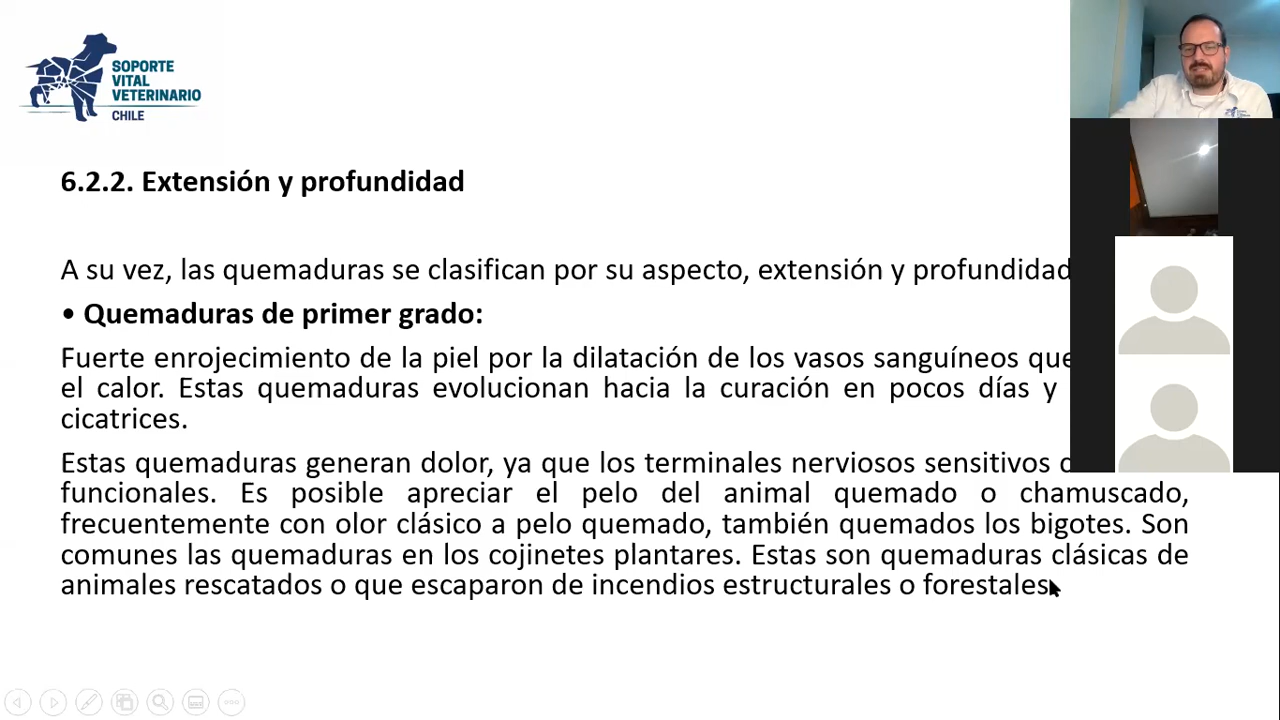 SOPORTE
VITAL
VETERINARIO
CHILE
6.2.2. Extensión y profundidad
A su vez, las quemaduras se clasifican por su aspecto, extensión y profundidad
• Quemaduras de primer grado:
Fuerte enrojecimiento de la piel por la dilatación de los vasos sanguíneos que
el calor. Estas quemaduras evolucionan hacia la curación en pocos días y
cicatrices.
Estas quemaduras generan dolor, ya que los terminales nerviosos sensitivos
funcionales. Es posible apreciar el pelo del animal quemado o chamuscado,
frecuentemente con olor clásico a pelo quemado, también quemados los bigotes. Son
comunes las quemaduras en los cojinetes plantares. Estas son quemaduras clásicas de
animales rescatados o que escaparon de incendios estructurales o forestales.